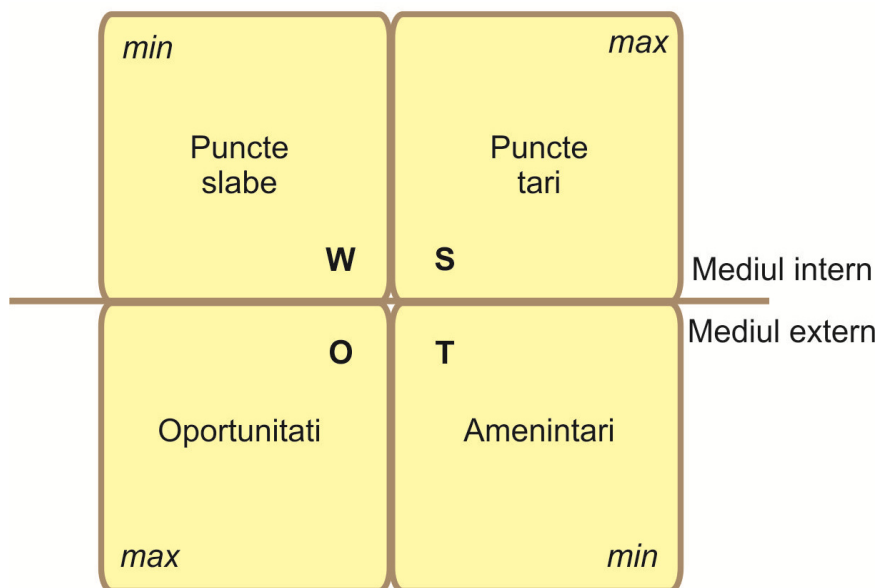 min
max
Puncte
slabe
Puncte
tari
W
S
Mediul intern
Mediul extern
O
T
Oportunitati
Amenintari
max
min